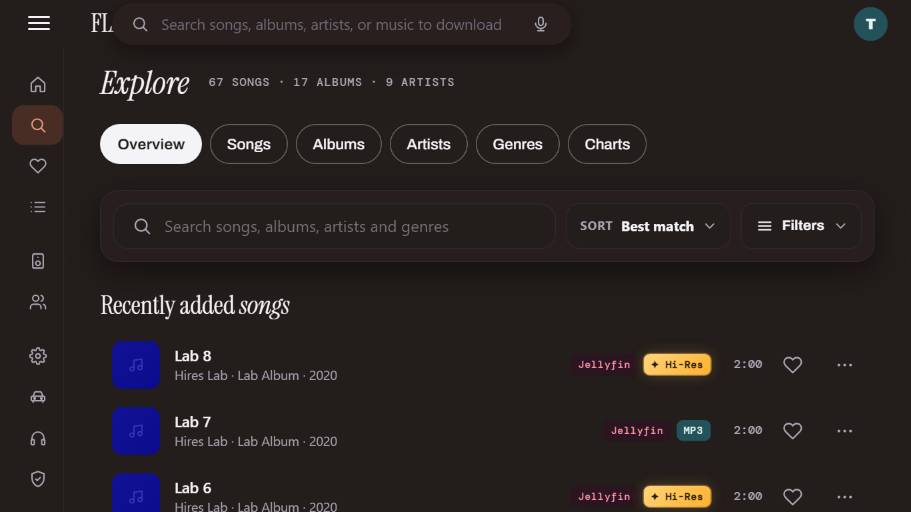 Search songs, albums, artists, or music to download
T
Explore
67 SONGS · 17 ALBUMS · 9 ARTISTS
Overview Songs Albums Artists Genres Charts
Search songs, albums, artists and genres SORT Best match Filters
Recently added songs
Lab 8
Hires Lab · Lab Album · 2020
Jellyfin Hi-Res 2:00
Lab 7
Hires Lab · Lab Album · 2020
Jellyfin MP3 2:00
Lab 6
Hires Lab · Lab Album · 2020
Jellyfin Hi-Res 2:00